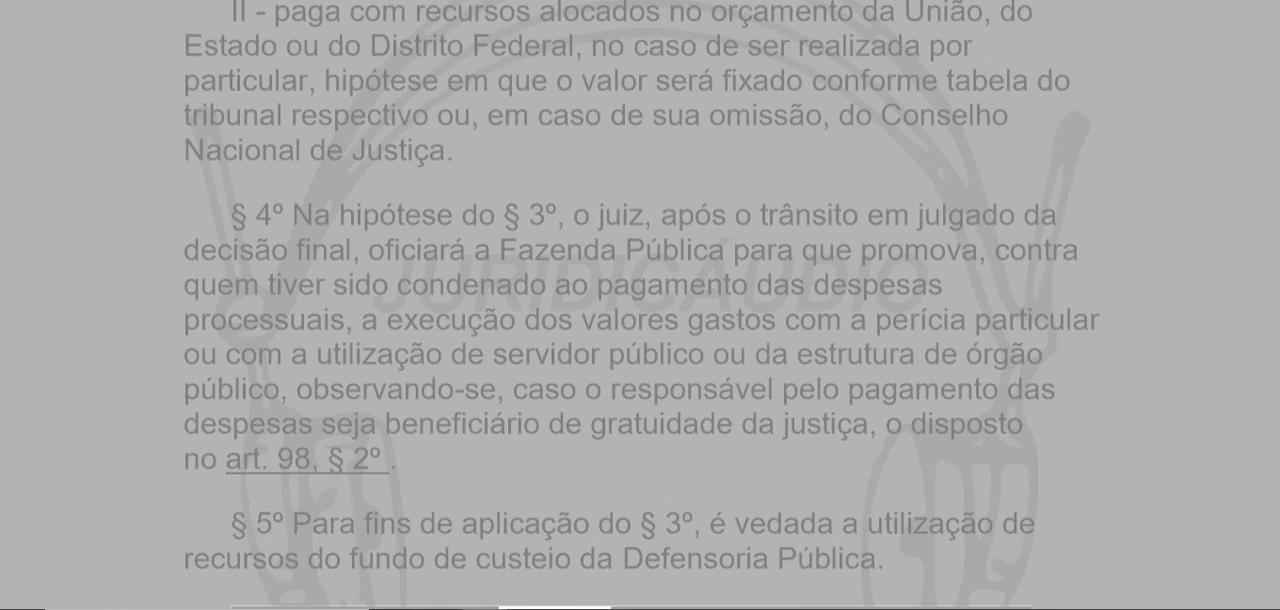 II - paga com recursos alocados no orçamento da União, do
Estado ou do Distrito Federal, no caso de ser realizada por
particular, hipótese em que o valor será fixado conforme tabela do
tribunal respectivo ou, em caso de sua omissão, do Conselho
Nacional de Justiça.
§ 4º Na hipótese do § 3º, o juiz, após o trânsito em julgado da
decisão final, oficiará a Fazenda Pública para que promova, contra
quem tiver sido condenado ao pagamento das despesas
processuais, a execução dos valores gastos com a perícia particular
ou com a utilização de servidor público ou da estrutura de órgão
público, observando-se, caso o responsável pelo pagamento das
despesas seja beneficiário de gratuidade da justiça, o disposto
no art. 98, § 2º .
§ 5º Para fins de aplicação do § 3º, é vedada a utilização de
recursos do fundo de custeio da Defensoria Pública.
JURIDICÁUDIO